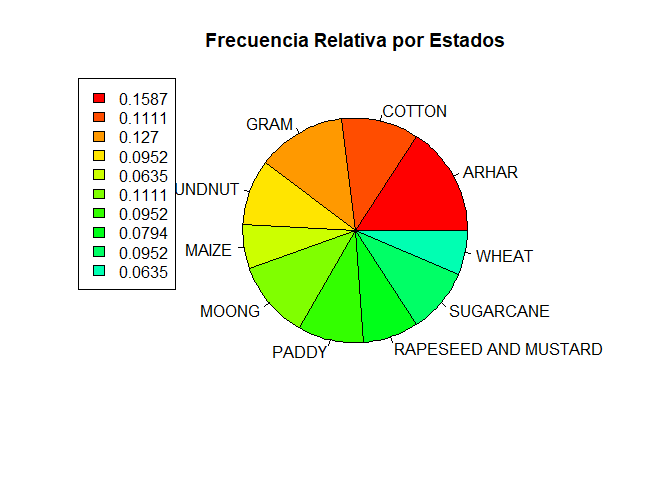 Frecuencia Relativa por Estados
0.1587
0.1111
0.127
0.0952
0.0635
0.1111
0.0952
0.0794
0.0952
0.0635
COTTON
GRAM
ARHAR
UNDNUT
MAIZE
WHEAT
MOONG
SUGARCANE
PADDY
RAPESEED AND MUSTARD